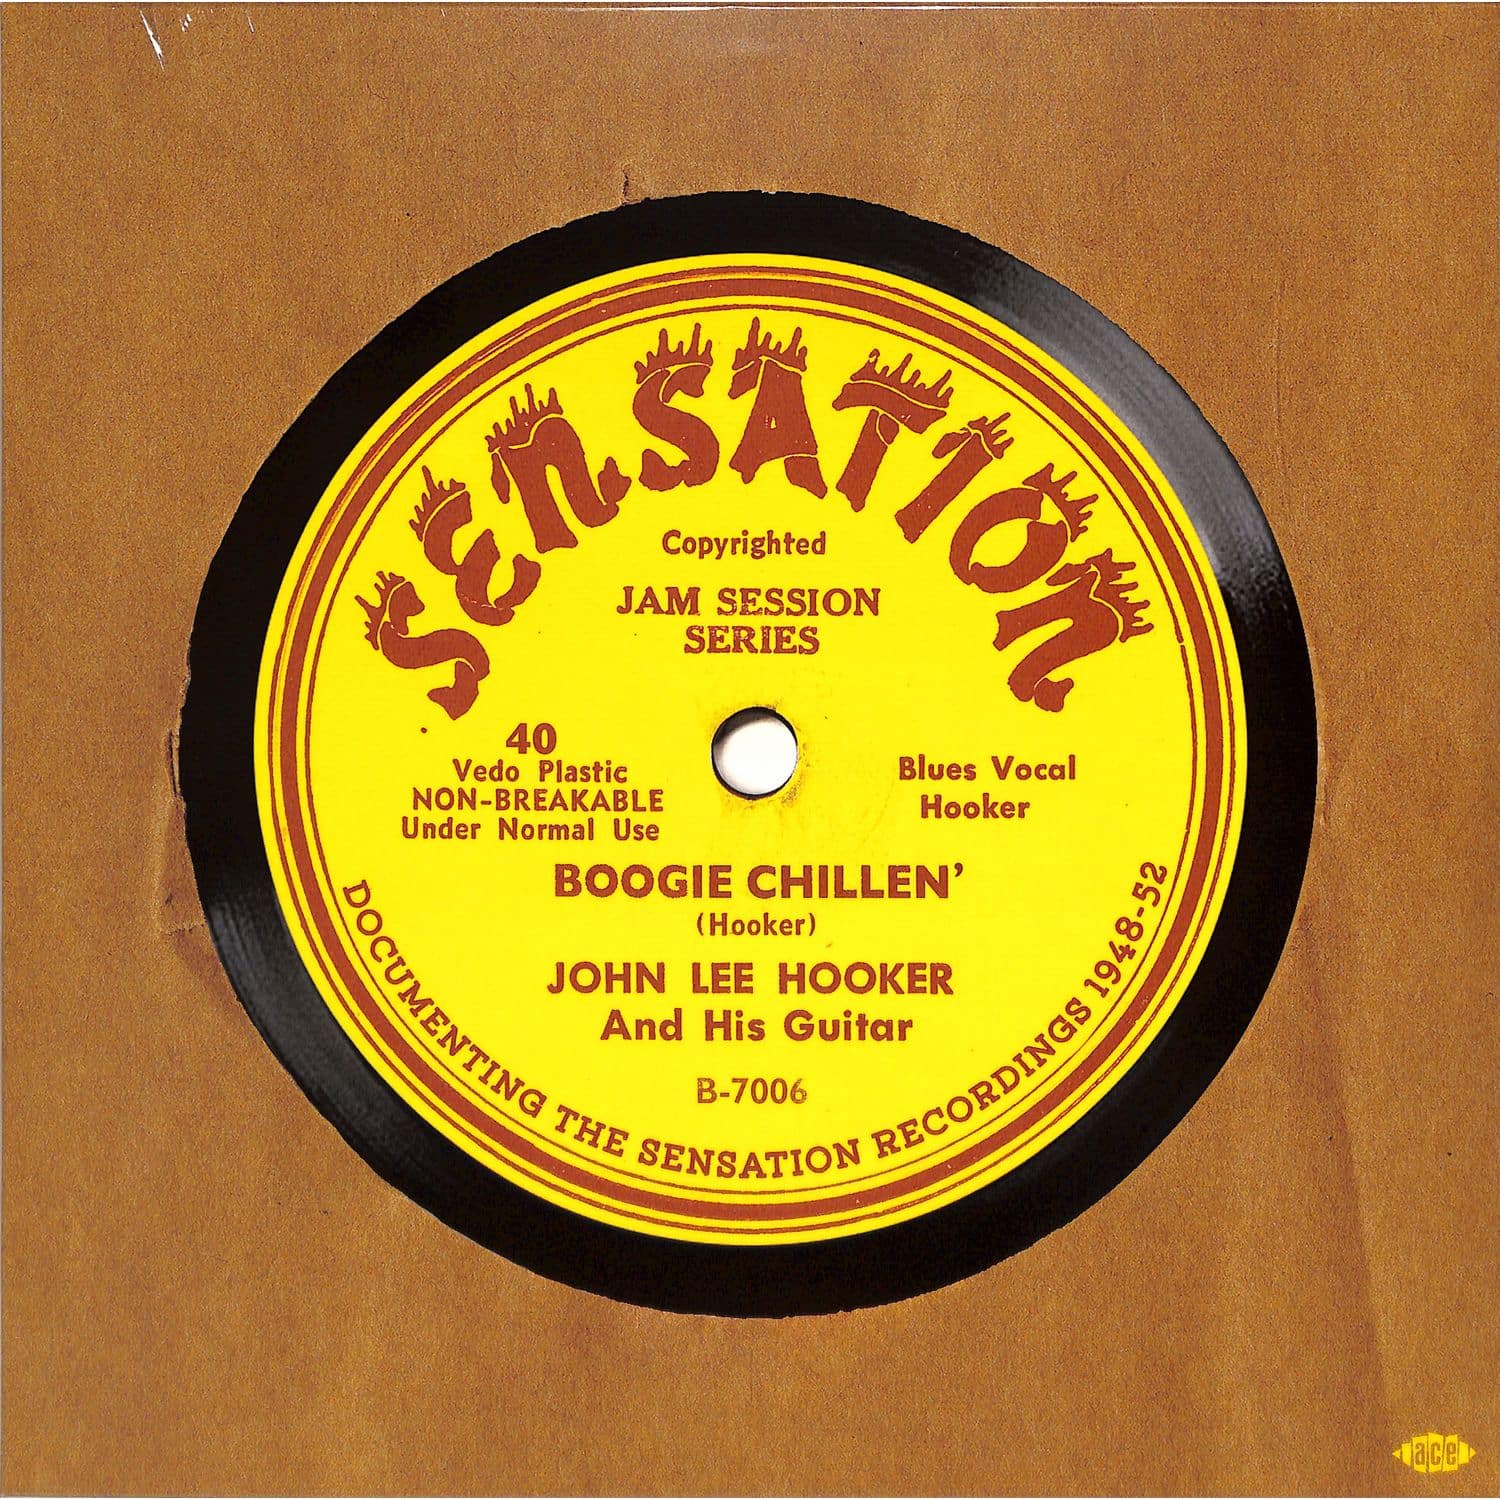 SENSATION
Copyrighted
JAM SESSION
SERIES
40
Vedo Plastic
NON-BREAKABLE
Under Normal Use
Blues Vocal
Hooker
BOOGIE CHILLEN’
(Hooker)
JOHN LEE HOOKER
And His Guitar
B-7006
DOCUMENTING THE SENSATION RECORDINGS 1948-52
ace